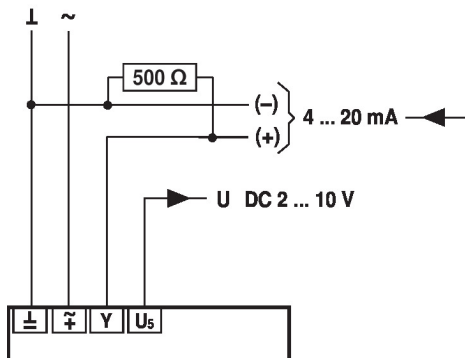 ⊥ ~
500 Ω
(–)
(+)
4 ... 20 mA
U DC 2 ... 10 V
⊥ ~+ Y U₅